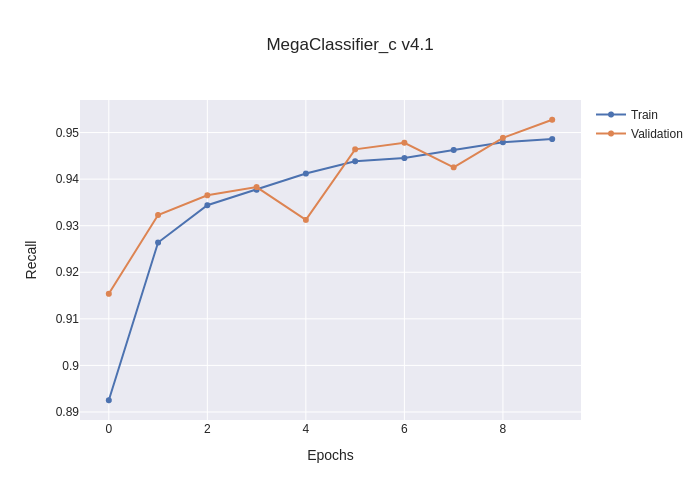 MegaClassifier_c v4.1
Train
Validation
0.95
0.94
0.93
0.92
0.91
0.9
0.89
Recall
0 2 4 6 8
Epochs